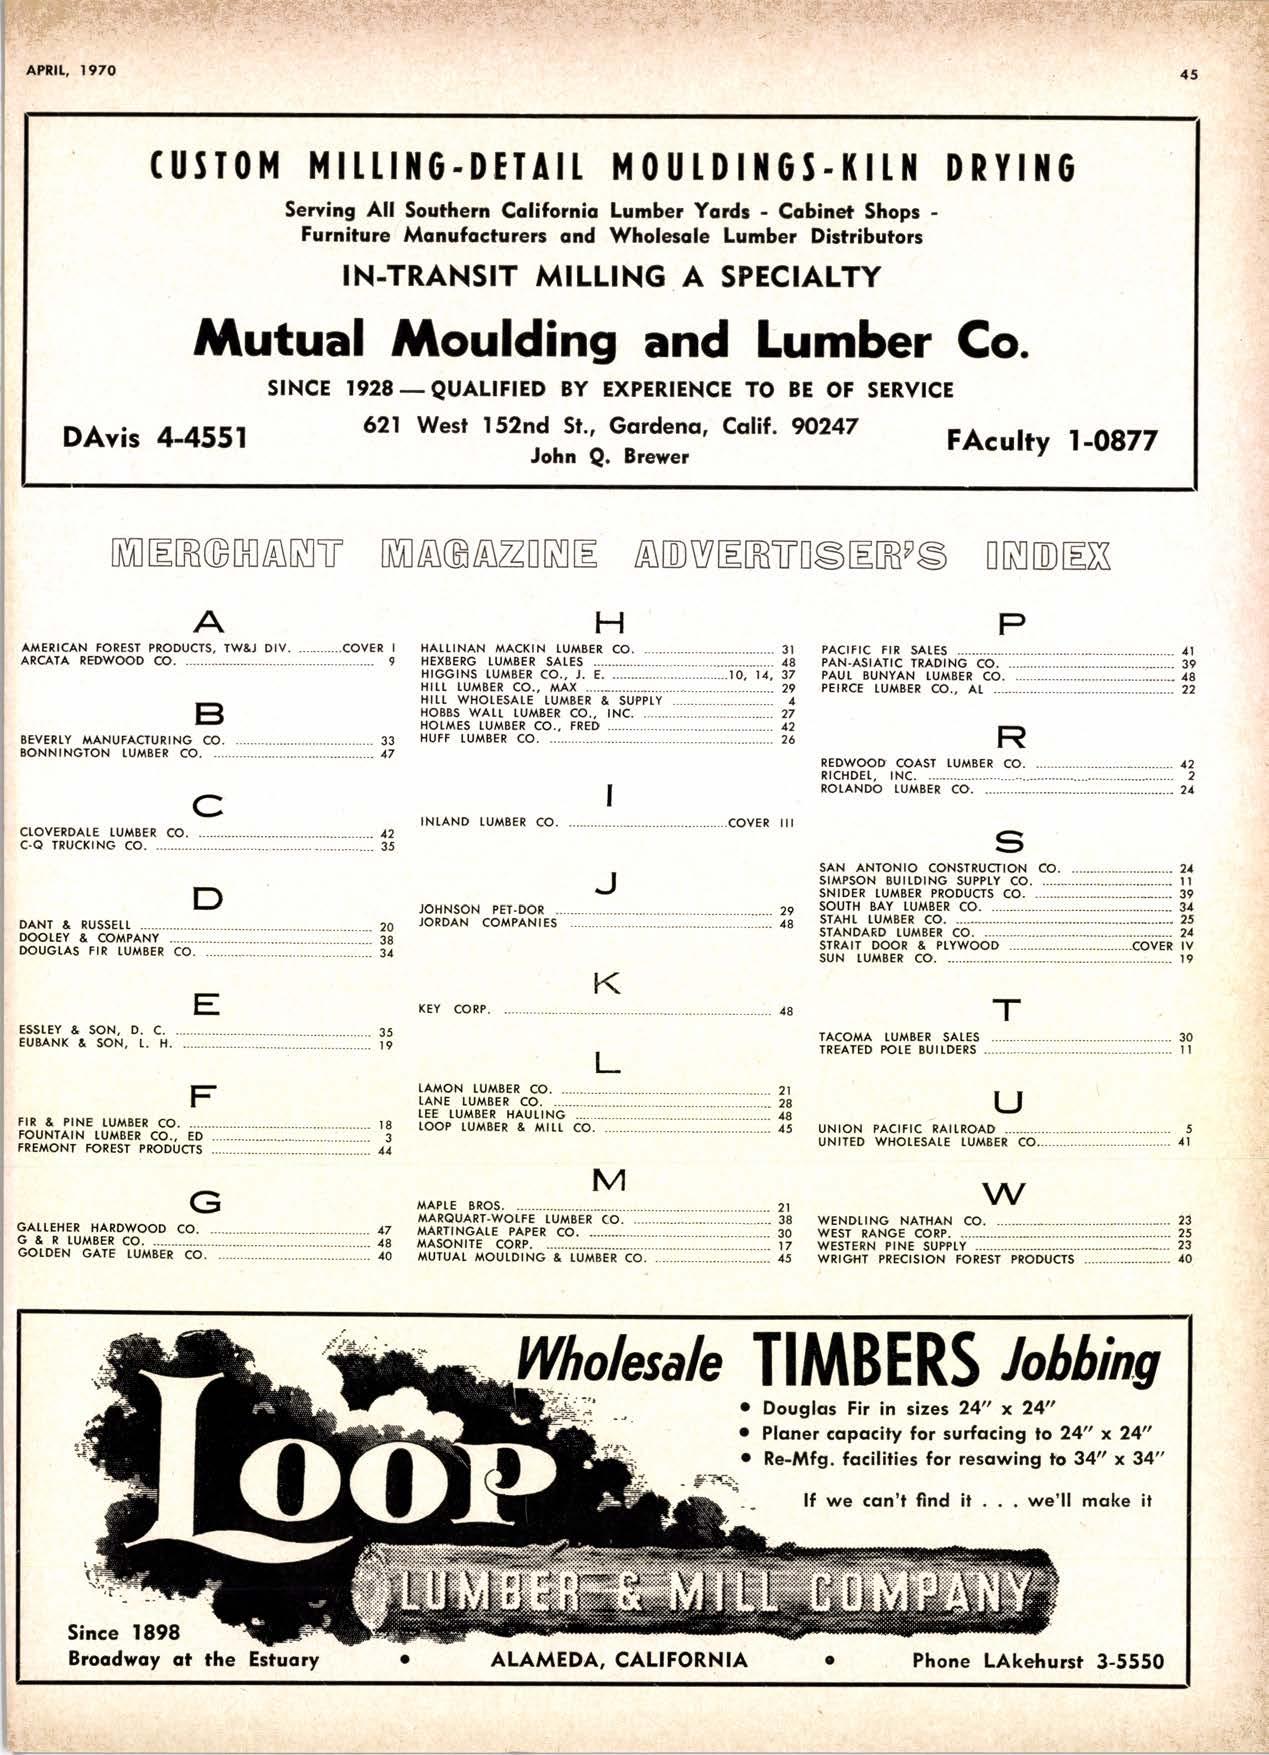 APRIL, 1970
45
CUSTOM MILLING-DETAIL MOULDINGS-KILN DRYING
Serving All Southern California Lumber Yards - Cabinet Shops -
Furniture Manufacturers and Wholesale Lumber Distributors
IN-TRANSIT MILLING A SPECIALTY
Mutual Moulding and Lumber Co.
SINCE 1928 — QUALIFIED BY EXPERIENCE TO BE OF SERVICE
DAvis 4-4551
621 West 152nd St., Gardena, Calif. 90247
John Q. Brewer
FAculty 1-0877
MERCHANT MAGAZINE ADVERTISER'S INDEX
A
AMERICAN FOREST PRODUCTS, TW&J DIV. ...........COVER I
ARCATA REDWOOD CO. ........... 9
B
BEVERLY MANUFACTURING CO. ........... 33
BONNINGTON LUMBER CO. ........... 47
C
CLOVERDALE LUMBER CO. ........... 42
C-Q TRUCKING CO. ........... 35
D
DANT & RUSSELL ........... 20
DOOLEY & COMPANY ........... 38
DOUGLAS FIR LUMBER CO. ........... 34
E
ESSLEY & SON, D. C. ........... 35
EUBANK & SON, L. H. ........... 19
F
FIR & PINE LUMBER CO. ........... 18
FOUNTAIN LUMBER CO., ED ........... 3
FREMONT FOREST PRODUCTS ........... 44
G
GALLEHER HARDWOOD CO. ........... 47
G & R LUMBER CO. ........... 48
GOLDEN GATE LUMBER CO. ........... 40
H
HALLINAN MACKIN LUMBER CO. ........... 31
HEXBERG LUMBER SALES ........... 48
HIGGINS LUMBER CO., J. E. ...........10, 14, 37
HILL LUMBER CO., MAX ........... 29
HILL WHOLESALE LUMBER & SUPPLY ........... 4
HOBBS WALL LUMBER CO., INC. ........... 27
HOLMES LUMBER CO., FRED ........... 42
HUFF LUMBER CO. ........... 26
I
INLAND LUMBER CO. ...........COVER III
J
JOHNSON PET-DOR ........... 29
JORDAN COMPANIES ........... 48
K
KEY CORP. ........... 48
L
LAMON LUMBER CO. ........... 21
LANE LUMBER CO. ........... 28
LEE LUMBER HAULING ........... 48
LOOP LUMBER & MILL CO. ........... 45
M
MAPLE BROS. ........... 21
MARQUART-WOLFE LUMBER CO. ........... 38
MARTINGALE PAPER CO. ........... 30
MASONITE CORP. ........... 17
MUTUAL MOULDING & LUMBER CO. ........... 45
P
PACIFIC FIR SALES ........... 41
PAN-ASIATIC TRADING CO. ........... 39
PAUL BUNYAN LUMBER CO. ........... 48
PEIRCE LUMBER CO., AL ........... 22
R
REDWOOD COAST LUMBER CO. ........... 42
RICHDEL, INC. ........... 2
ROLANDO LUMBER CO. ........... 24
S
SAN ANTONIO CONSTRUCTION CO. ........... 24
SIMPSON BUILDING SUPPLY CO. ........... 11
SNIDER LUMBER PRODUCTS CO. ........... 39
SOUTH BAY LUMBER CO. ........... 34
STAHL LUMBER CO. ........... 25
STANDARD LUMBER CO. ........... 24
STRAIT DOOR & PLYWOOD ...........COVER IV
SUN LUMBER CO. ........... 19
T
TACOMA LUMBER SALES ........... 30
TREATED POLE BUILDERS ........... 11
U
UNION PACIFIC RAILROAD ........... 5
UNITED WHOLESALE LUMBER CO. ........... 41
W
WENDLING NATHAN CO. ........... 23
WEST RANGE CORP. ........... 25
WESTERN PINE SUPPLY ........... 23
WRIGHT PRECISION FOREST PRODUCTS ........... 40
Wholesale TIMBERS Jobbing
• Douglas Fir in sizes 24" x 24"
• Planer capacity for surfacing to 24" x 24"
• Re-Mfg. facilities for resawing to 34" x 34"
If we can't find it . . . we'll make it
LOOP
LUMBER & MILL COMPANY
Since 1898
Broadway at the Estuary • ALAMEDA, CALIFORNIA • Phone LAkehurst 3-5550